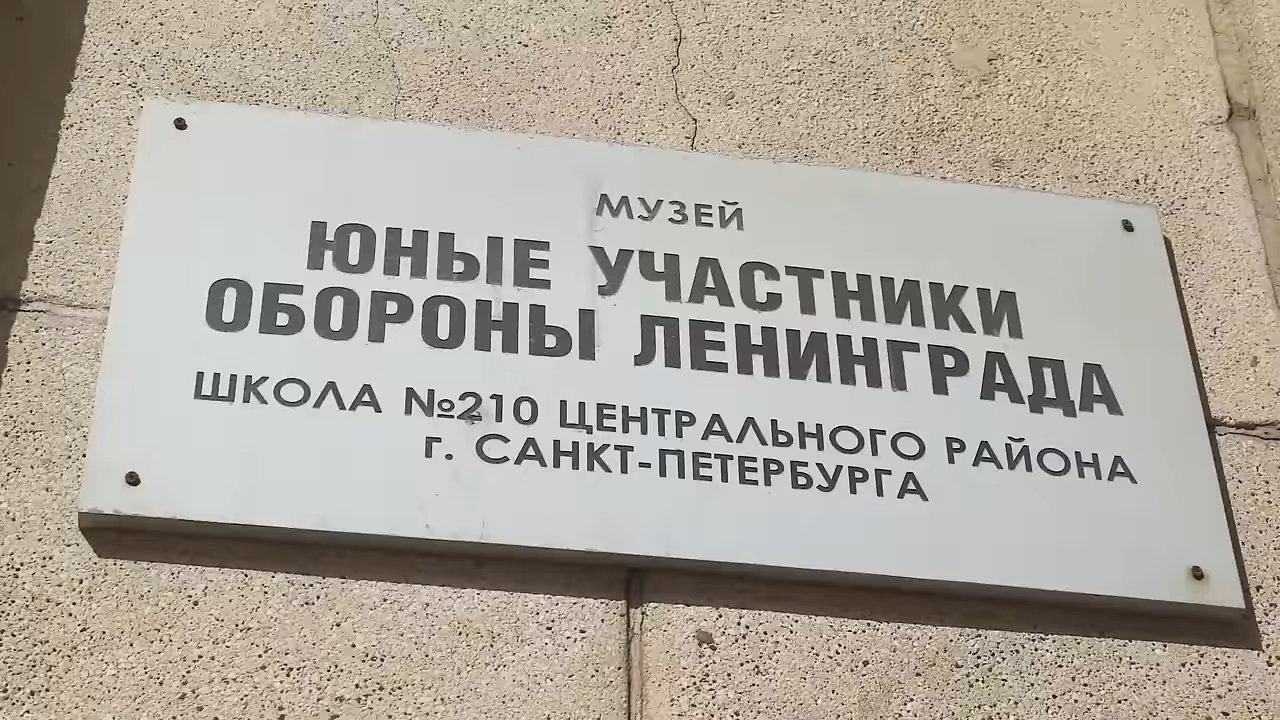 МУЗЕЙ
ЮНЫЕ УЧАСТНИКИ
ОБОРОНЫ ЛЕНИНГРАДА
ШКОЛА №210 ЦЕНТРАЛЬНОГО РАЙОНА
г. САНКТ-ПЕТЕРБУРГА